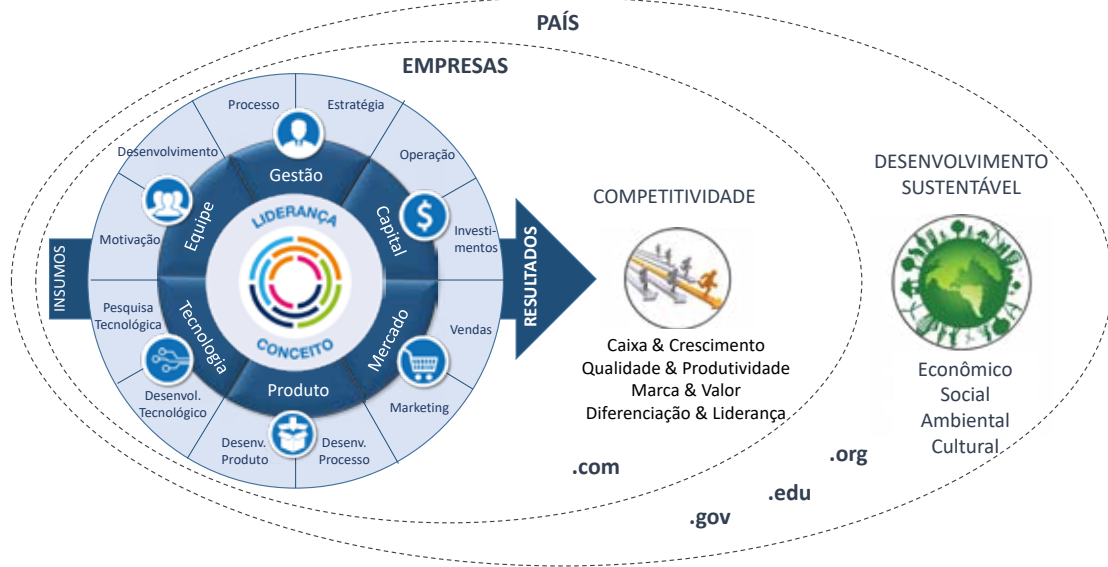 PAÍS
EMPRESAS
Processo
Estratégia
Desenvolvimento
Operação
Gestão
Equipe
Capital
LIDERANÇA
Motivação
Investi-
mentos
INSUMOS
RESULTADOS
Pesquisa
Tecnológica
Tecnologia
CONCEITO
Mercado
Vendas
Produto
Desenvol.
Tecnológico
Marketing
Desenv.
Produto
Desenv.
Processo
COMPETITIVIDADE
Caixa & Crescimento
Qualidade & Produtividade
Marca & Valor
Diferenciação & Liderança
DESENVOLVIMENTO
SUSTENTÁVEL
Econômico
Social
Ambiental
Cultural
.com
.org
.edu
.gov
$